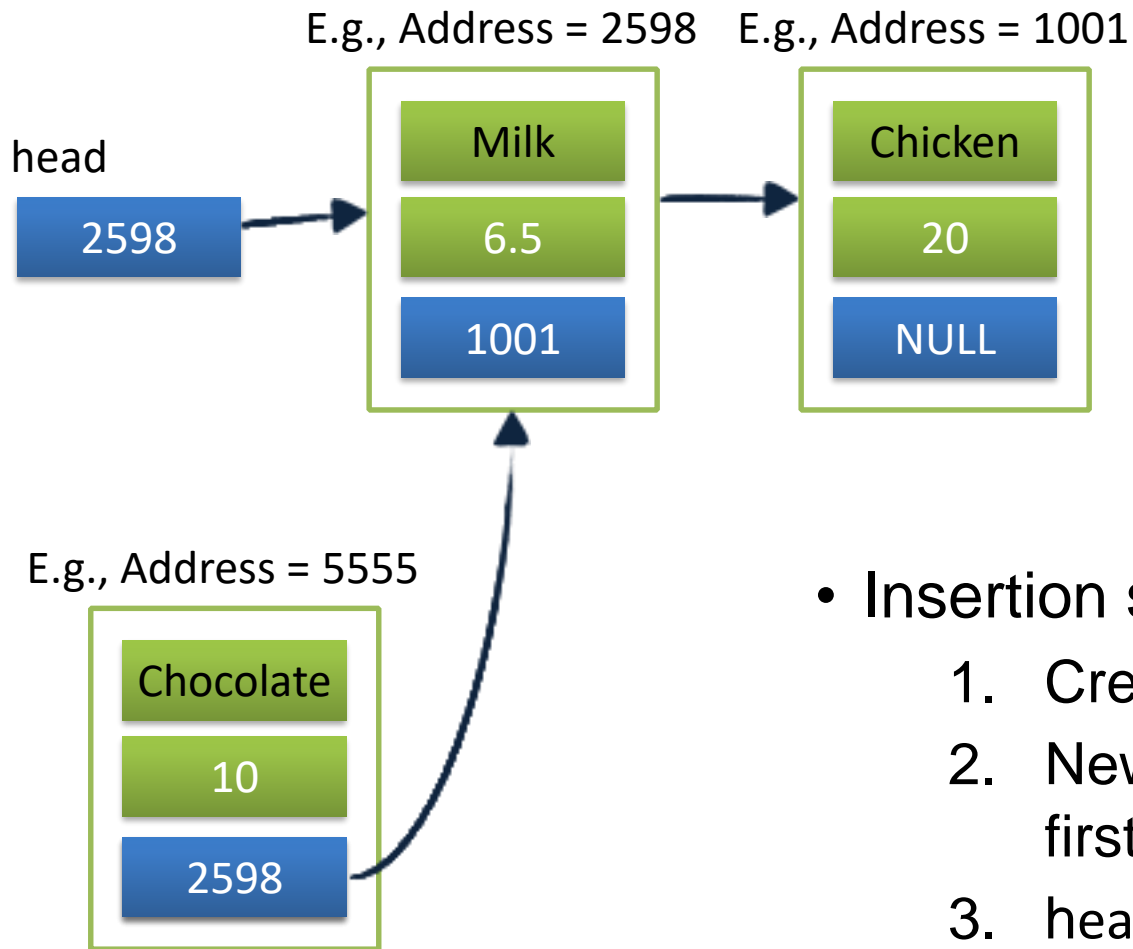 E.g., Address = 2598
E.g., Address = 1001
head
2598
Milk
6.5
1001
Chicken
20
NULL
E.g., Address = 5555
Chocolate
10
2598
• Insertion
1.
2.
first
3.